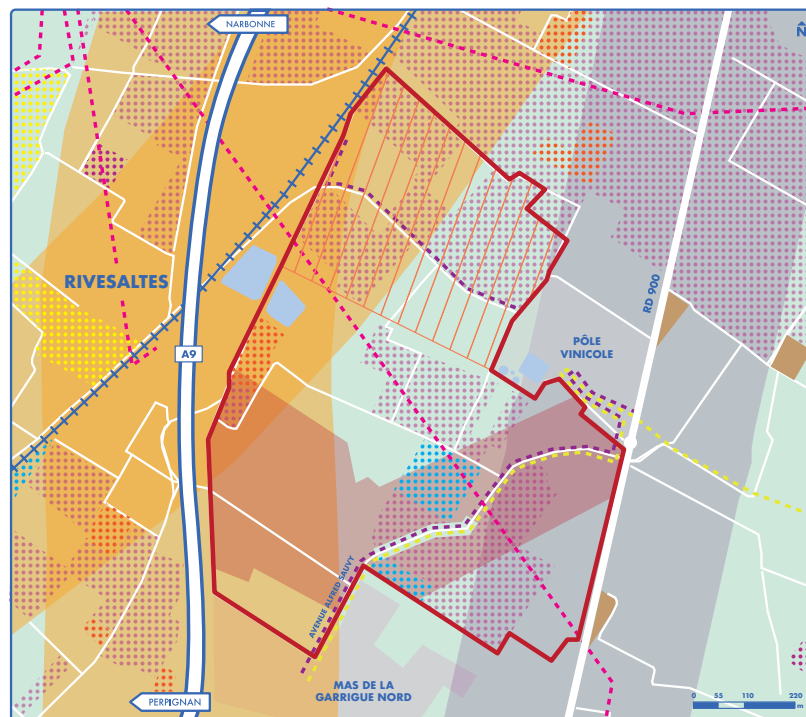 NARBONNE
N
RIVESALTES
A9
RD 900
PÔLE
VINICOLE
AVENUE ALFRED SAUVY
MAS DE LA
GARRIGUE NORD
PERPIGNAN
0 55 110 220
m